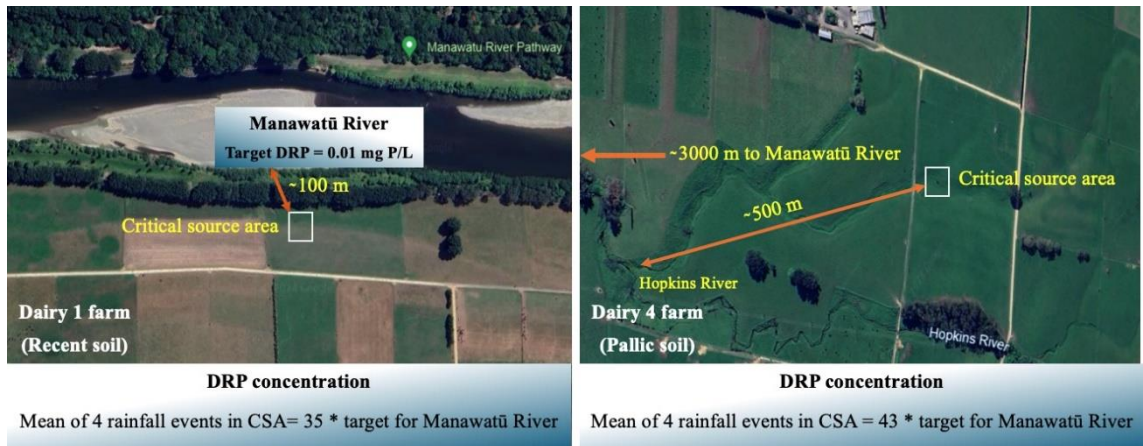 Manawatu River Pathway
Manawatū River
Target DRP = 0.01 mg P/L
~100 m
Critical source area
Dairy 1 farm
(Recent soil)
DRP concentration
Mean of 4 rainfall events in CSA= 35 * target for Manawatū River
~3000 m to Manawatū River
Critical source area
~500 m
Hopkins River
Hopkins River
Dairy 4 farm
(Pallic soil)
DRP concentration
Mean of 4 rainfall events in CSA = 43 * target for Manawatū River